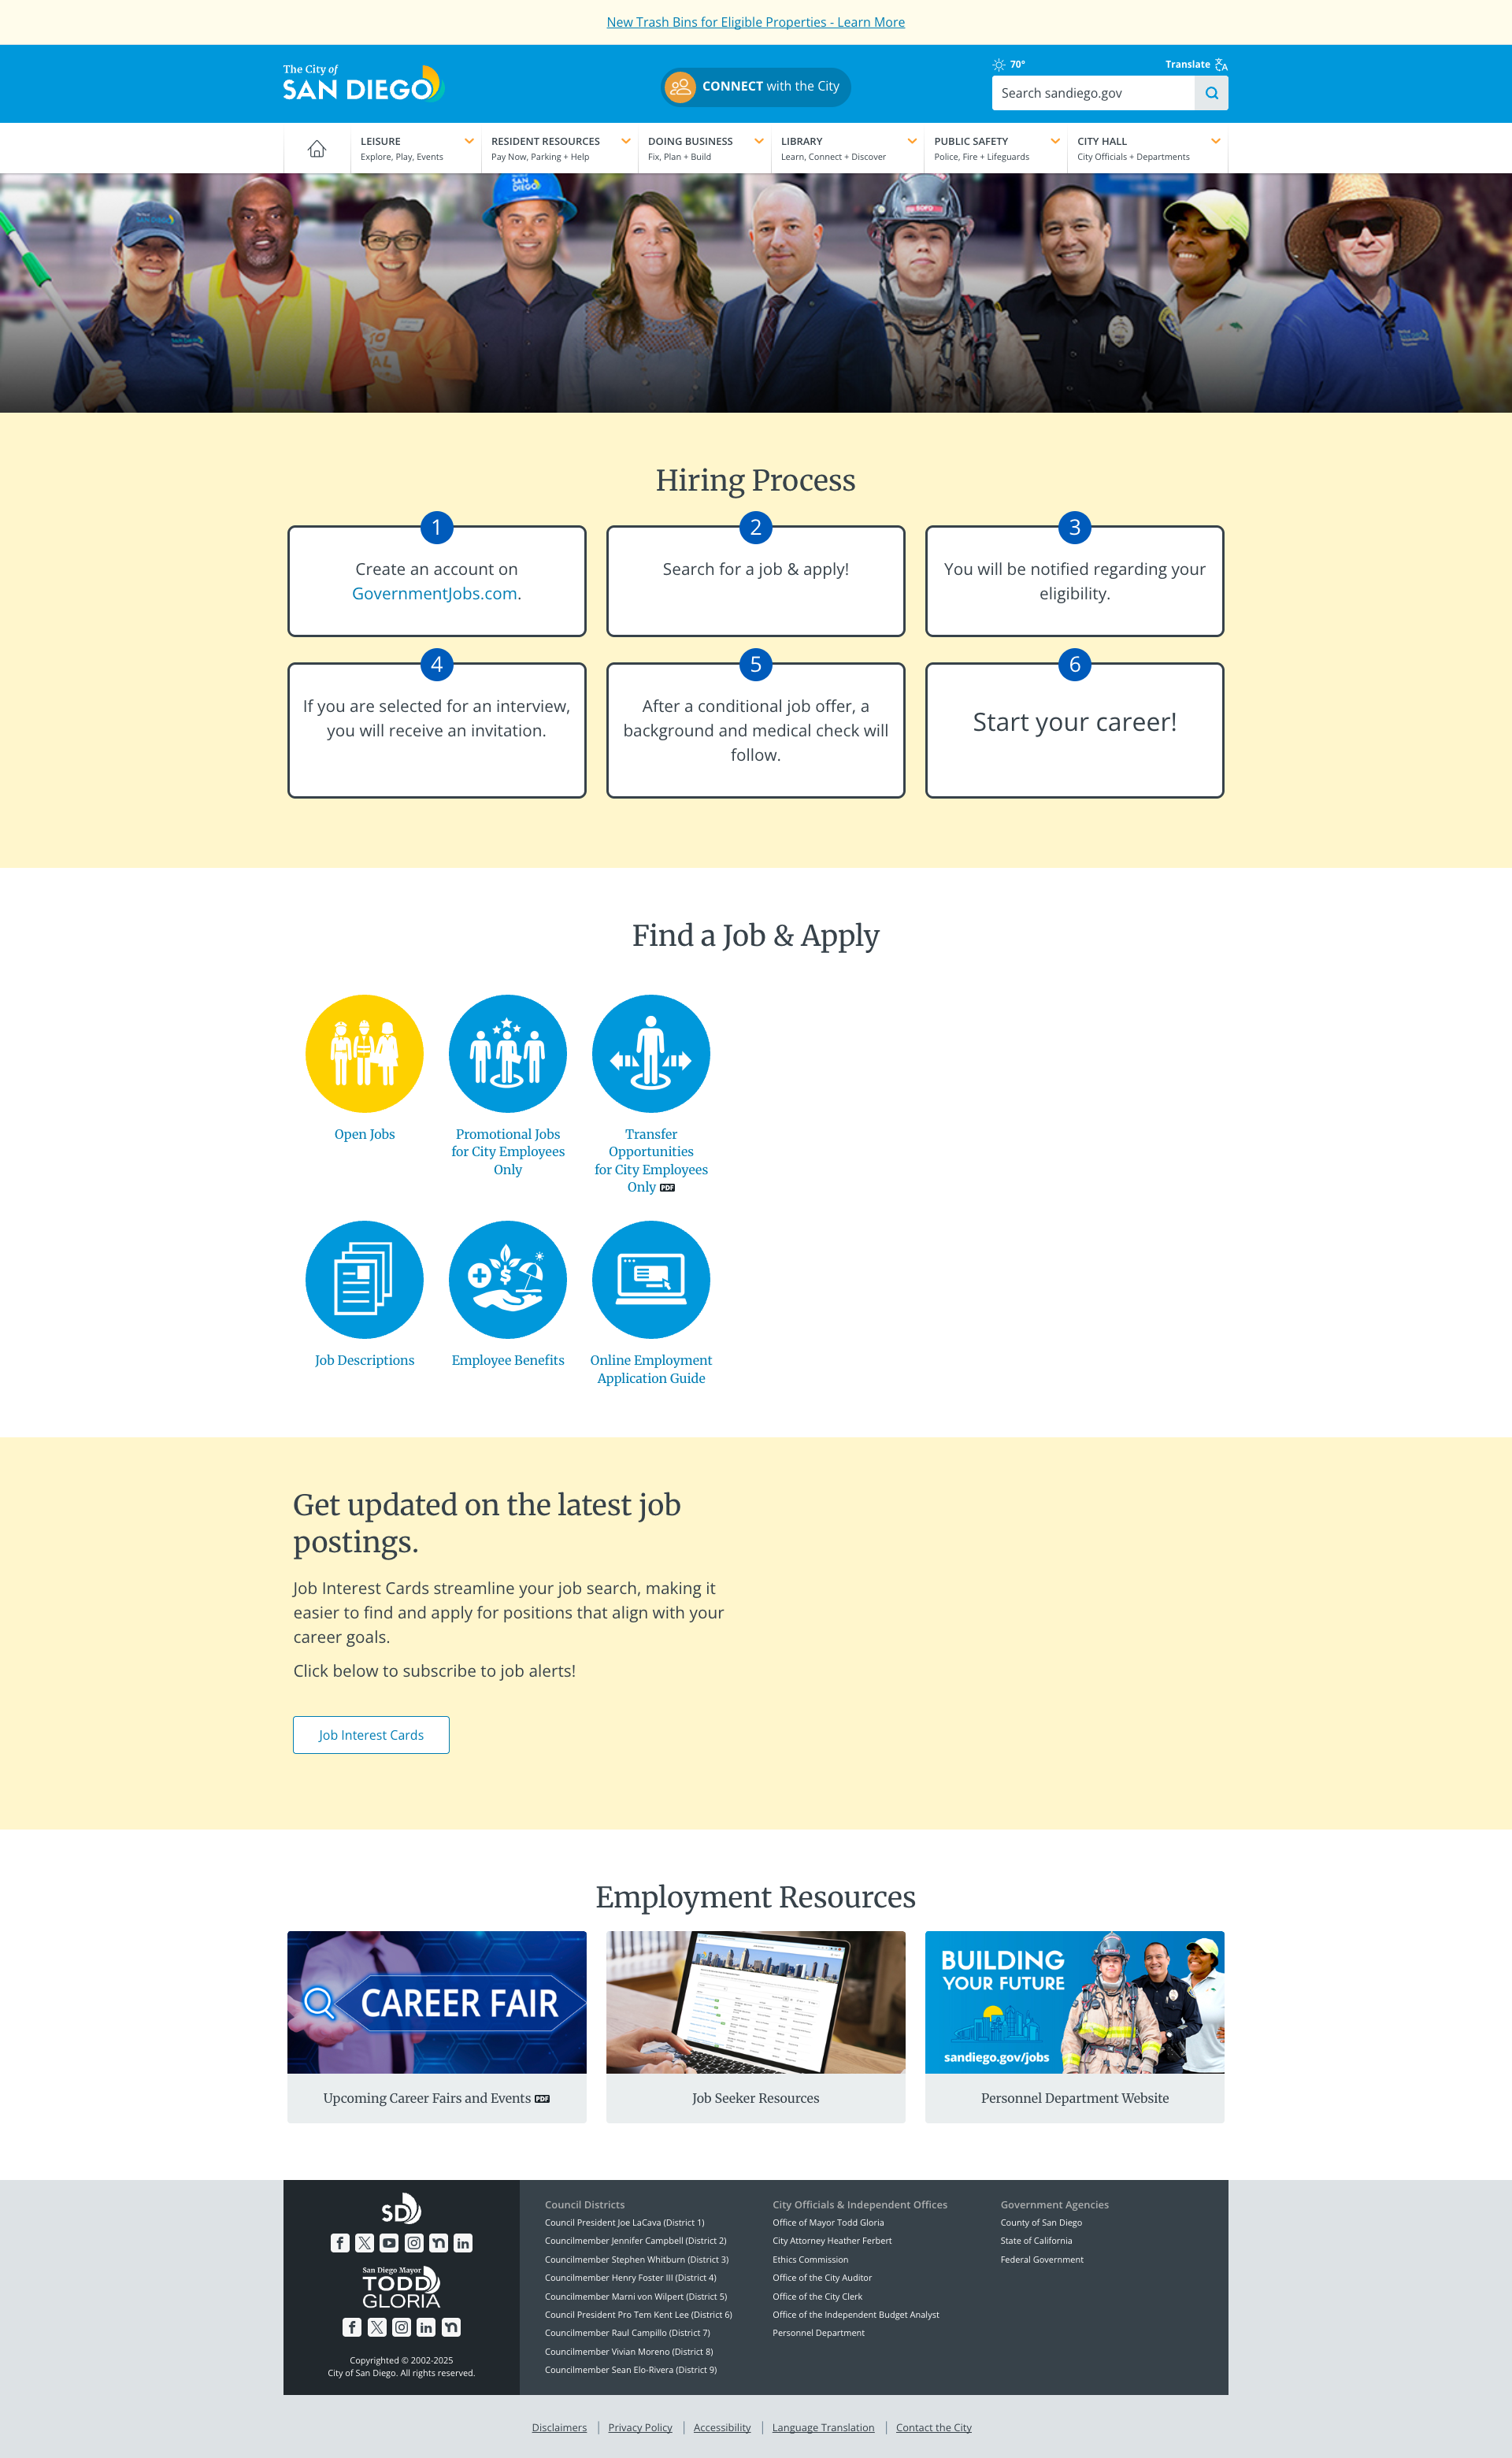 New Trash Bins for Eligible Properties - Learn More
The City of
SAN DIEGO
CONNECT with the City
70°
Translate
Search sandiego.gov
LEISURE
Explore, Play, Events
RESIDENT RESOURCES
Pay Now, Parking + Help
DOING BUSINESS
Fix, Plan + Build
LIBRARY
Learn, Connect + Discover
PUBLIC SAFETY
Police, Fire + Lifeguards
CITY HALL
City Officials + Departments
SAN
DIEGO
Hiring Process
1
Create an account on
GovernmentJobs.com.
2
Search for a job & apply!
3
You will be notified regarding your
eligibility.
4
If you are selected for an interview,
you will receive an invitation.
5
After a conditional job offer, a
background and medical check will
follow.
6
Start your career!
Find a Job & Apply
Open Jobs
Promotional Jobs
for City Employees
Only
Transfer
Opportunities
for City Employees
Only PDF
Job Descriptions
Employee Benefits
Online Employment
Application Guide
Get updated on the latest job
postings.
Job Interest Cards streamline your job search, making it
easier to find and apply for positions that align with your
career goals.
Click below to subscribe to job alerts!
Job Interest Cards
Employment Resources
CAREER FAIR
Upcoming Career Fairs and Events PDF
Job Seeker Resources
BUILDING
YOUR FUTURE
sandiego.gov/jobs
Personnel Department Website
SD
San Diego Mayor
TODD
GLORIA
Copyrighted © 2002-2025
City of San Diego. All rights reserved.
Council Districts
Council President Joe LaCava (District 1)
Councilmember Jennifer Campbell (District 2)
Councilmember Stephen Whitburn (District 3)
Councilmember Henry Foster III (District 4)
Councilmember Marni von Wilpert (District 5)
Council President Pro Tem Kent Lee (District 6)
Councilmember Raul Campillo (District 7)
Councilmember Vivian Moreno (District 8)
Councilmember Sean Elo-Rivera (District 9)
City Officials & Independent Offices
Office of Mayor Todd Gloria
City Attorney Heather Ferbert
Ethics Commission
Office of the City Auditor
Office of the City Clerk
Office of the Independent Budget Analyst
Personnel Department
Government Agencies
County of San Diego
State of California
Federal Government
Disclaimers
Privacy Policy
Accessibility
Language Translation
Contact the City